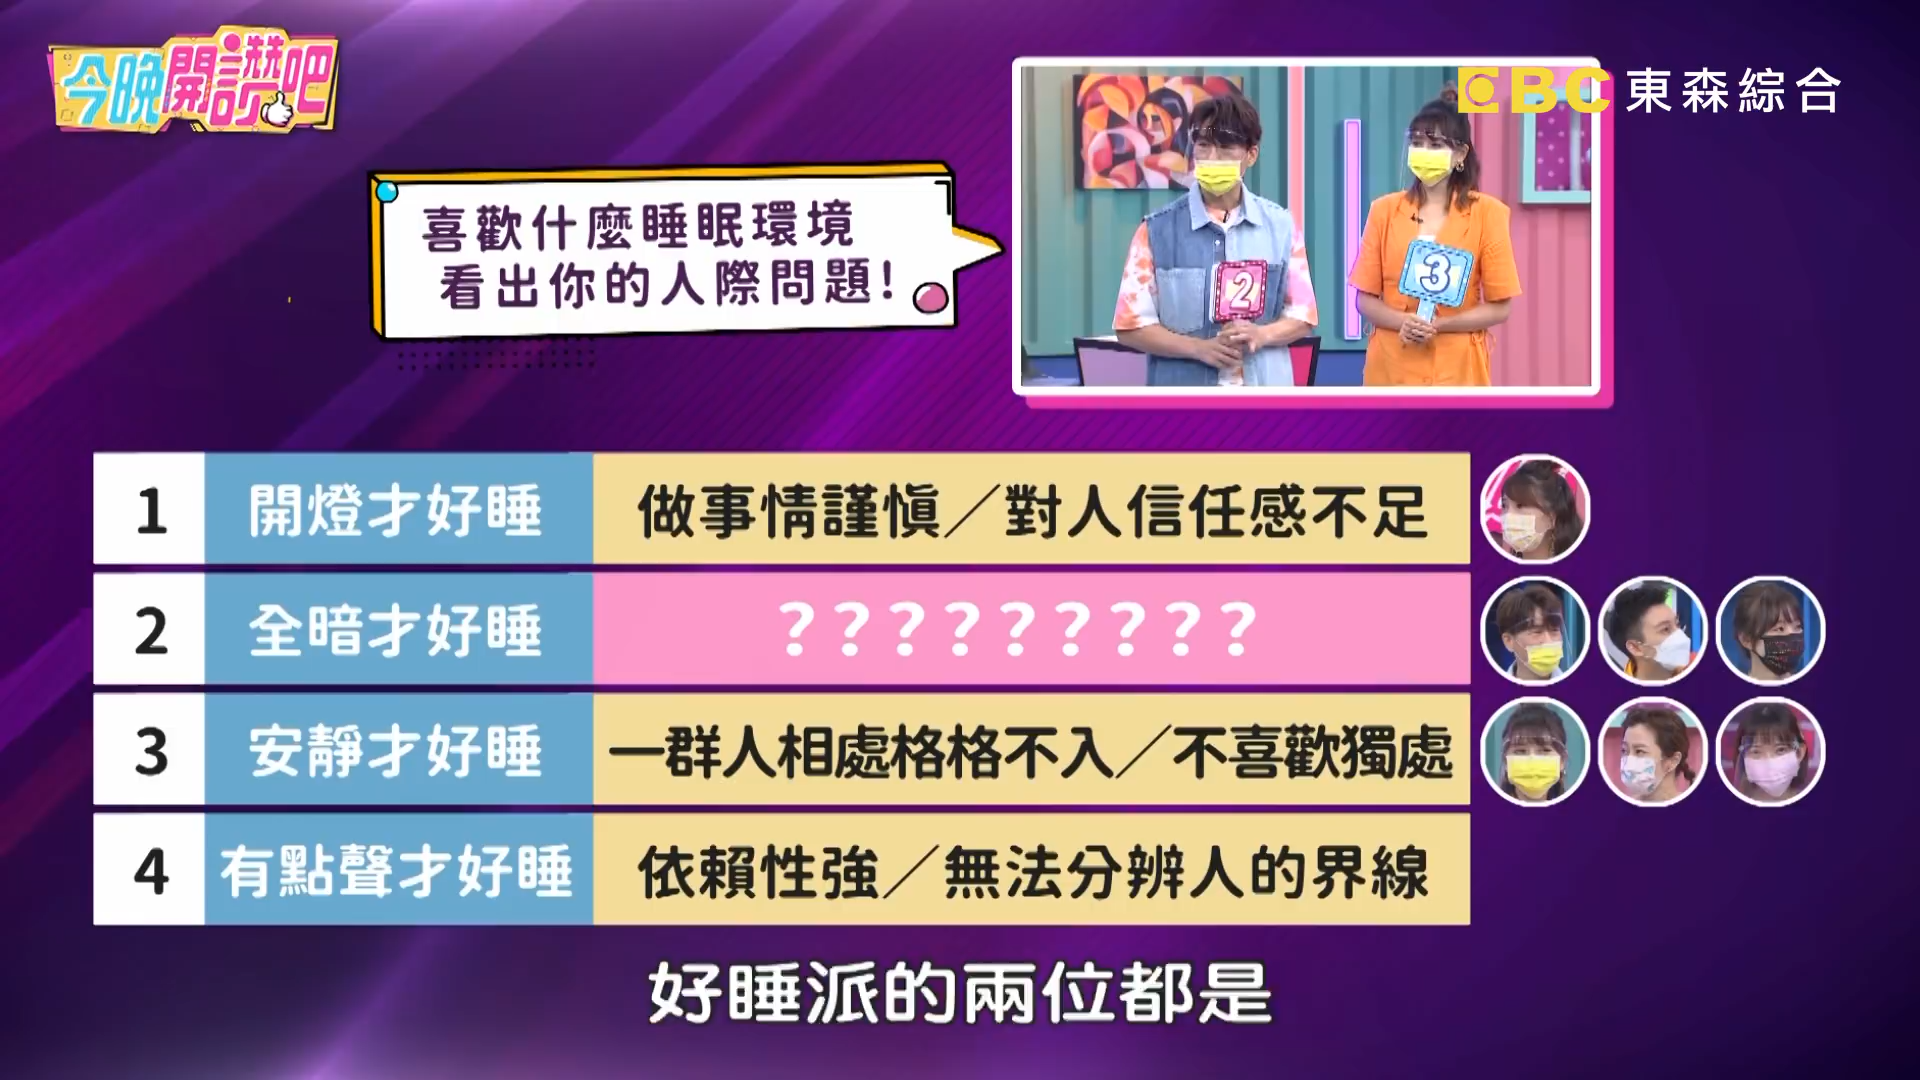 今晚開讚吧
EBC 東森綜合
喜歡什麼睡眠環境
看出你的人際問題!
2
3
1 開燈才好睡 做事情謹慎／對人信任感不足
2 全暗才好睡 ?????????
3 安靜才好睡 一群人相處格格不入／不喜歡獨處
4 有點聲才好睡 依賴性強／無法分辨人的界線
好睡派的兩位都是